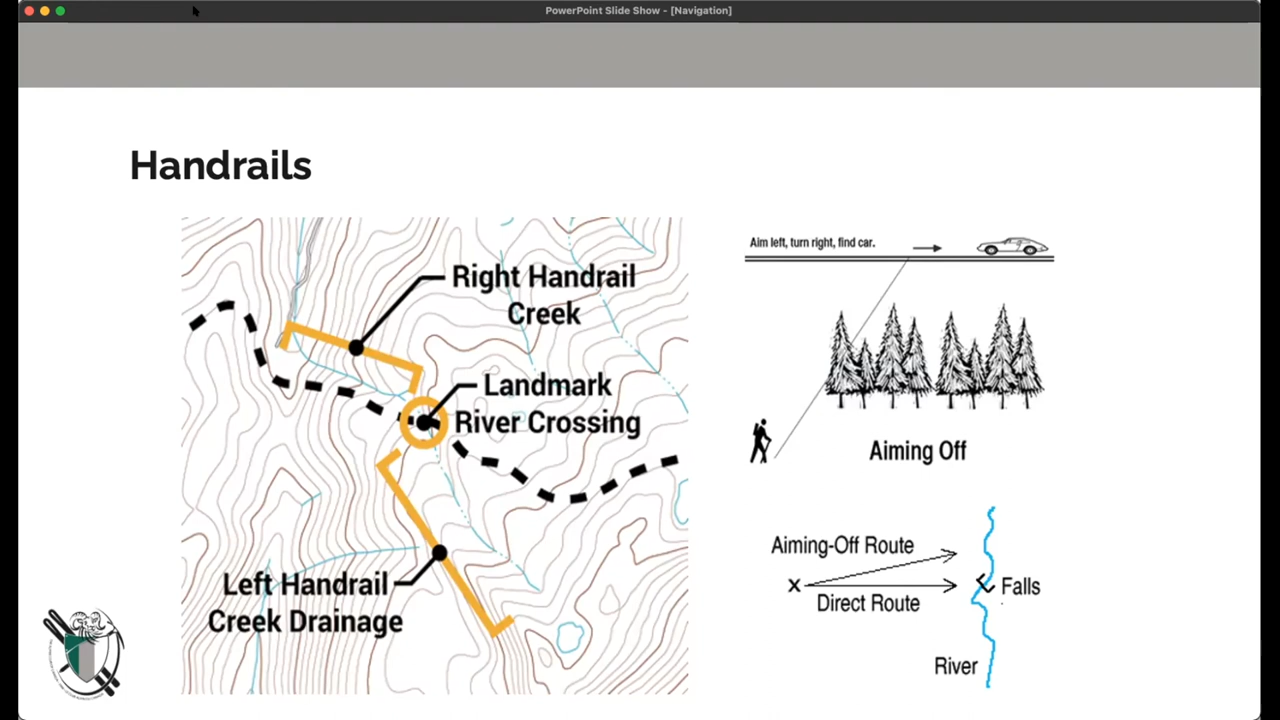 PowerPoint Slide Show - [Navigation]
Handrails
Right Handrail
Creek
Landmark
River Crossing
Left Handrail
Creek Drainage
Aim left, turn right, find car.
Aiming Off
Aiming-Off Route
X
Direct Route
Falls
River